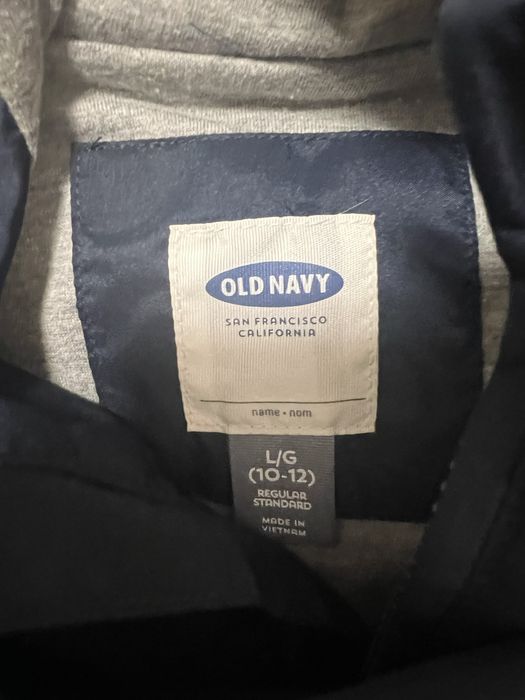 OLD NAVY
SAN FRANCISCO
CALIFORNIA
name • nom
L/G
(10-12)
REGULAR
STANDARD
MADE IN
VIETNAM